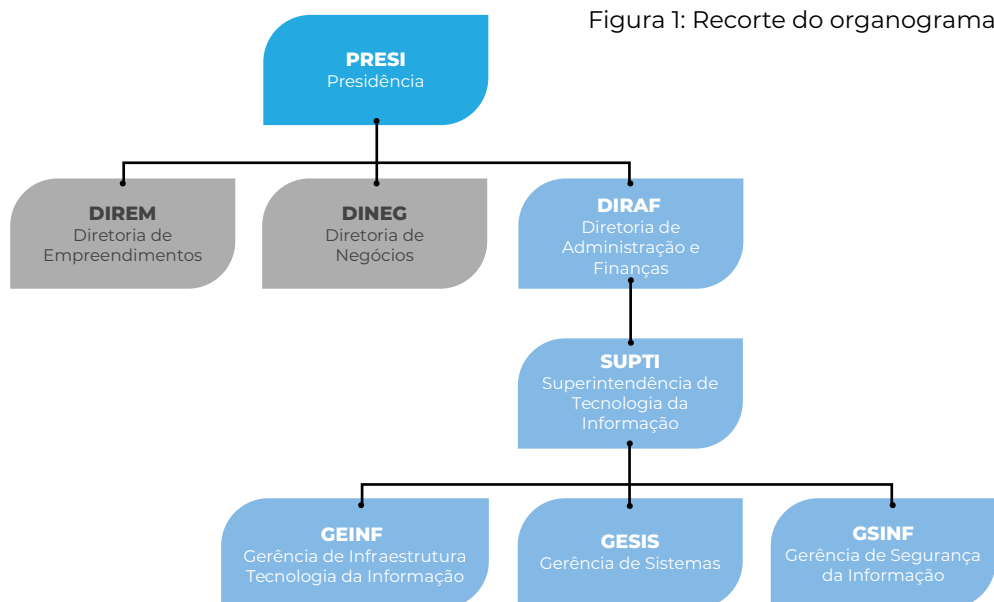 Figura 1: Recorte do organograma
PRESI
Presidência
DIREM
Diretoria de
Empreendimentos
DINEG
Diretoria de
Negócios
DIRAF
Diretoria de
Administração e
Finanças
SUPTI
Superintendência de
Tecnologia da
Informação
GEINF
Gerência de Infraestrutura
Tecnologia da Informação
GESIS
Gerência de Sistemas
GSINF
Gerência de Segurança
da Informação